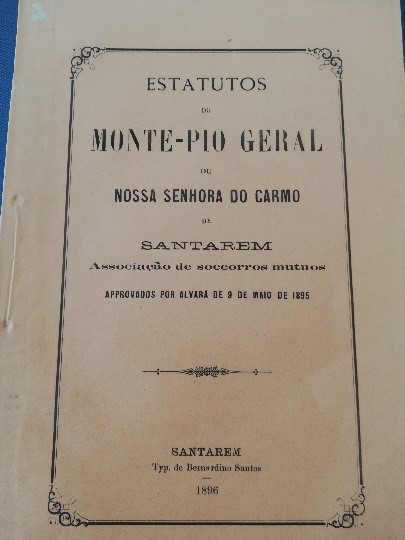 ESTATUTOS
DE
MONTE-PIO GERAL
DE
NOSSA SENHORA DO CARMO
DE
SANTAREM
Associação de soccorros mutuos
APPROVADOS POR ALVARÁ DE 9 DE MAIO DE 1895
SANTAREM
Typ. de Bernardino Santos
1896